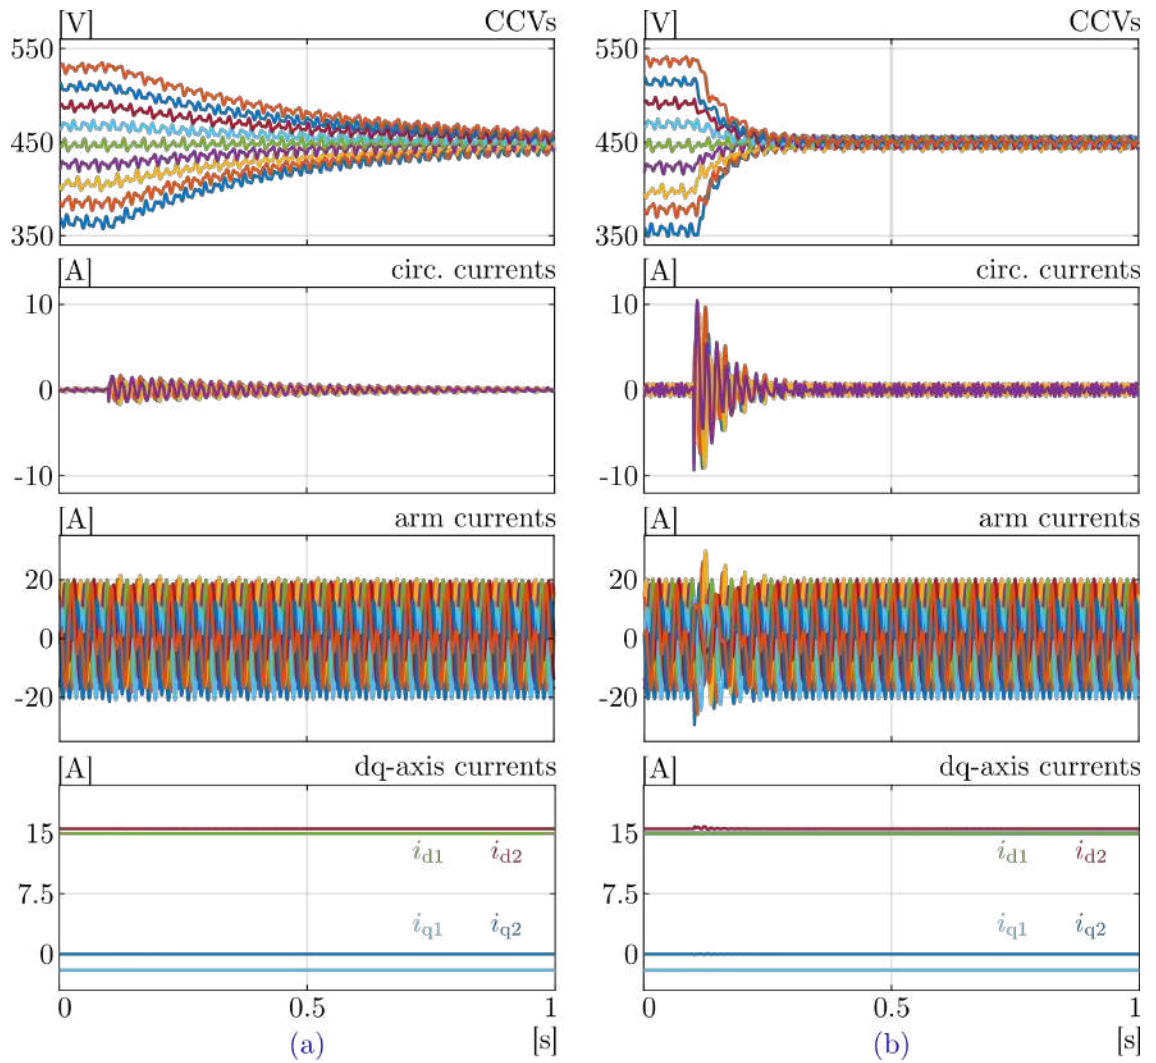 [V] CCVs
550
450
350
[A] circ. currents
10
0
-10
[A] arm currents
20
0
-20
[A] dq-axis currents
15
7.5
0
i_d1 i_d2
i_q1 i_q2
0 0.5 1
(a) [s]
[V] CCVs
550
450
350
[A] circ. currents
10
0
-10
[A] arm currents
20
0
-20
[A] dq-axis currents
15
7.5
0
i_d1 i_d2
i_q1 i_q2
0 0.5 1
(b) [s]